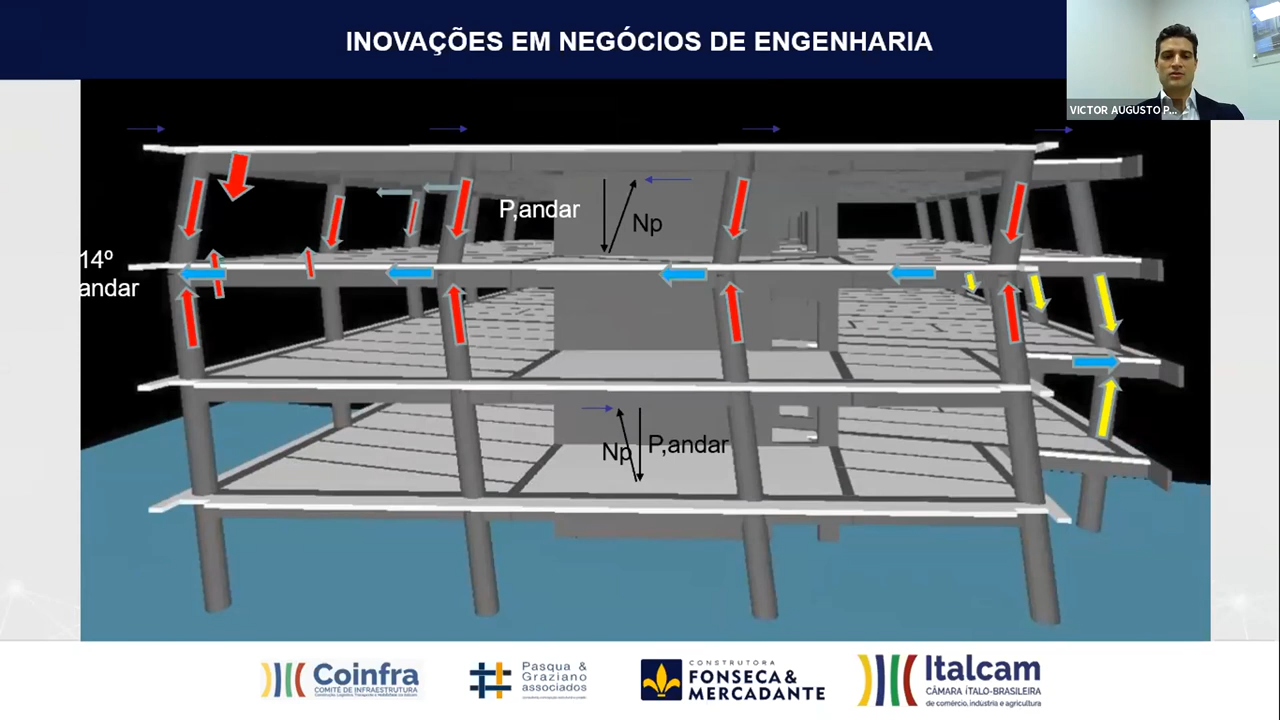 INOVAÇÕES EM NEGÓCIOS DE ENGENHARIA
VICTOR AUGUSTO P...
P,andar
Np
14º
andar
Np
P,andar
Coinfra
COMITÊ DE INFRAESTRUTURA
Pasqua &
Graziano
associados
CONSTRUTORA
FONSECA &
MERCADANTE
Italcam
CÂMARA ÍTALO-BRASILEIRA
de comércio, indústria e agricultura